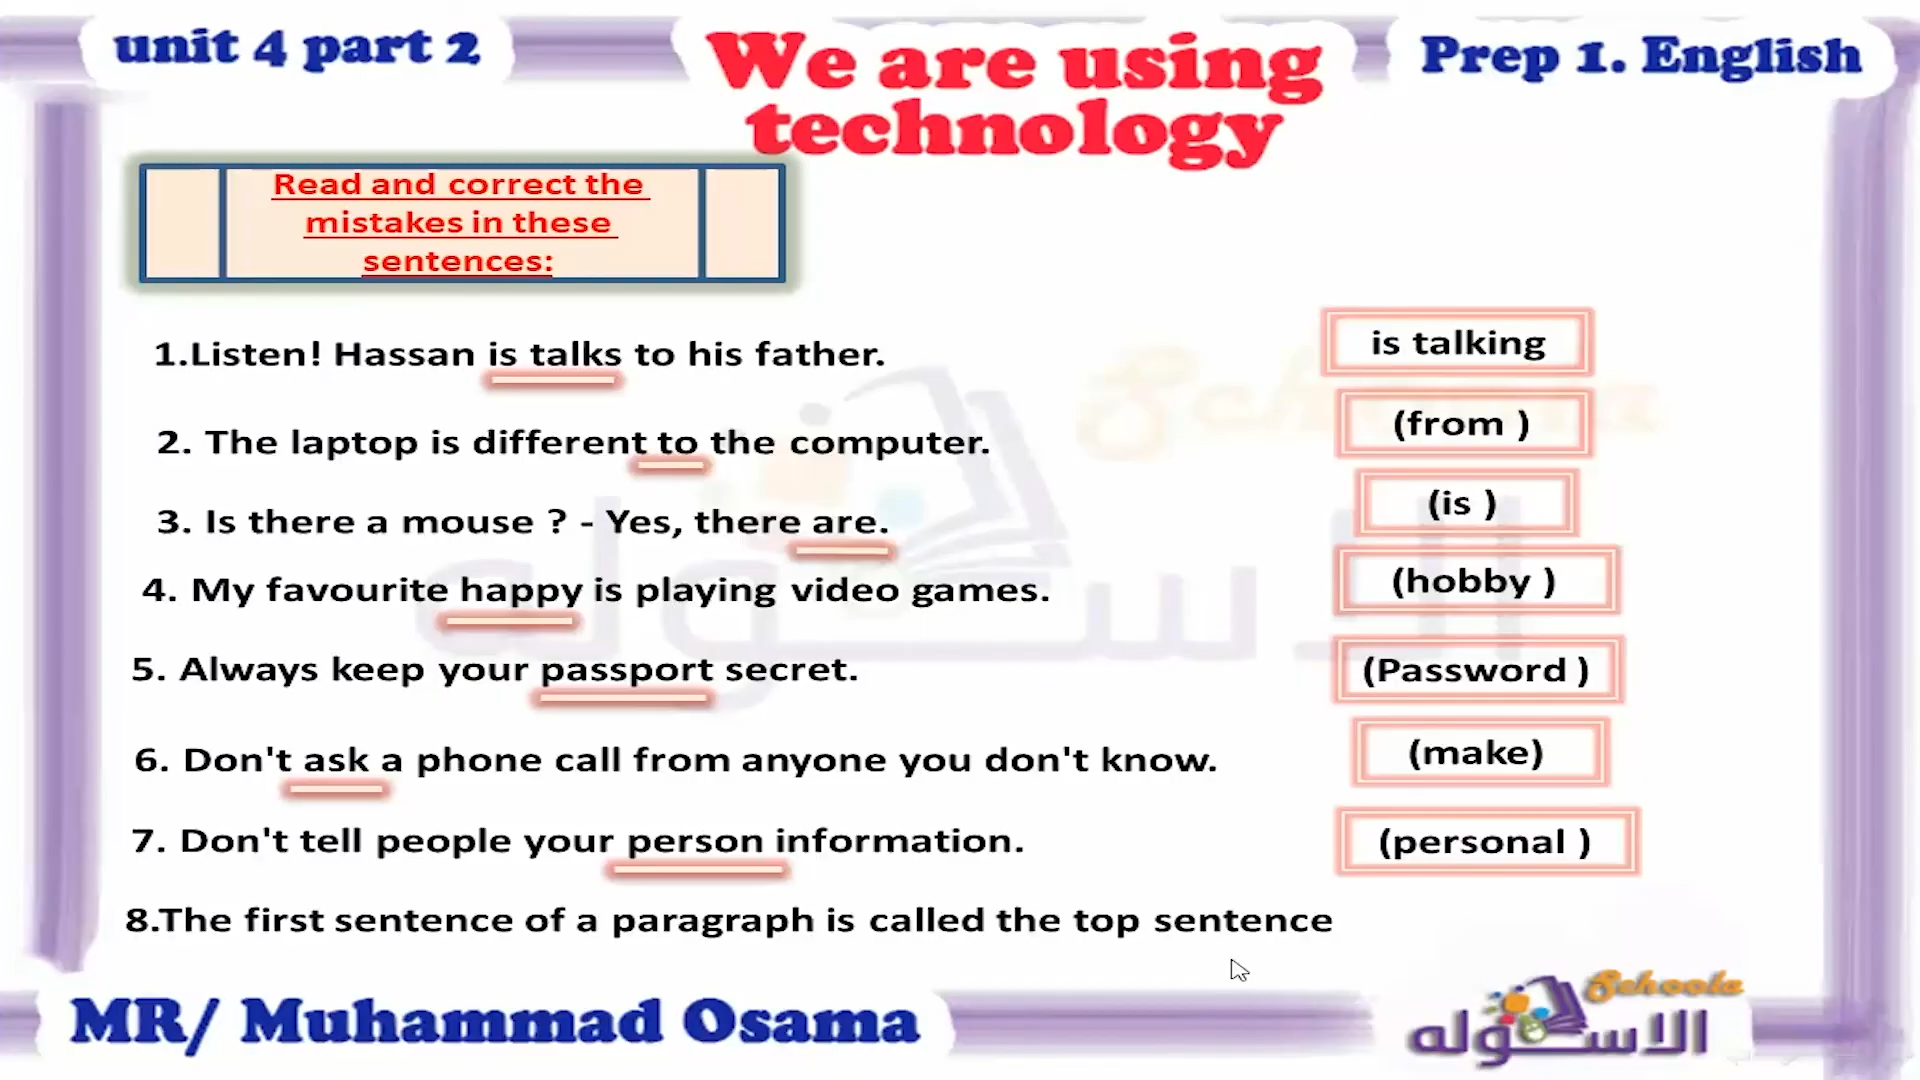 unit 4 part 2
We are using
technology
Prep 1. English
Read and correct the
mistakes in these
sentences:
1.Listen! Hassan is talks to his father.
is talking
2. The laptop is different to the computer.
(from )
3. Is there a mouse ? - Yes, there are.
(is )
4. My favourite happy is playing video games.
(hobby )
5. Always keep your passport secret.
(Password )
6. Don't ask a phone call from anyone you don't know.
(make)
7. Don't tell people your person information.
(personal )
8.The first sentence of a paragraph is called the top sentence
MR/ Muhammad Osama
Schoola
الاسكوله